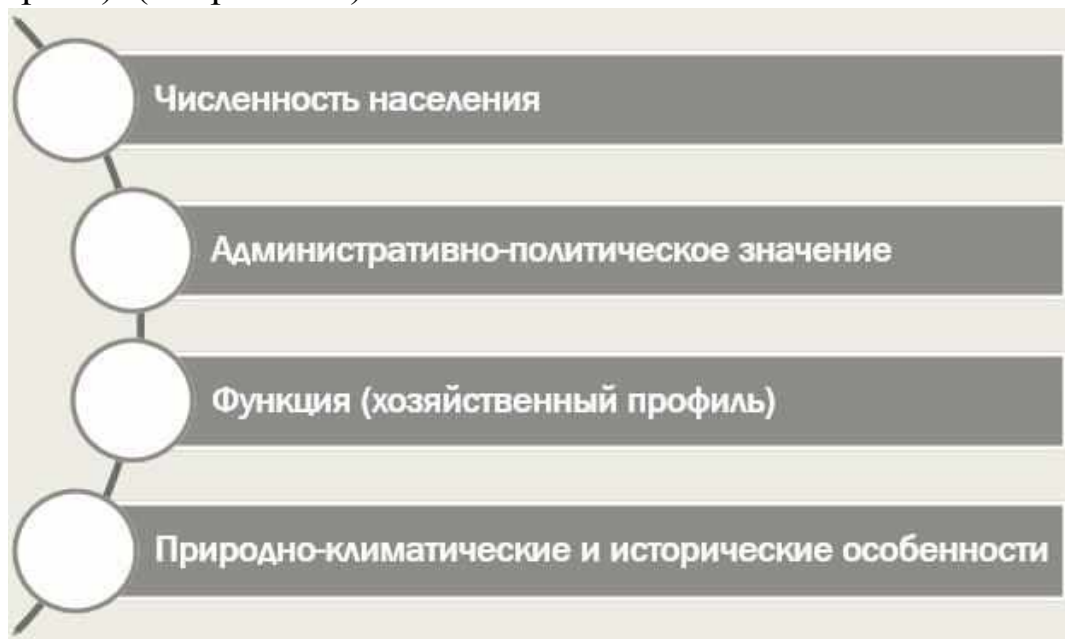 Численность населения
Административно-политическое значение
Функция (хозяйственный профиль)
Природно-климатические и исторические особенности